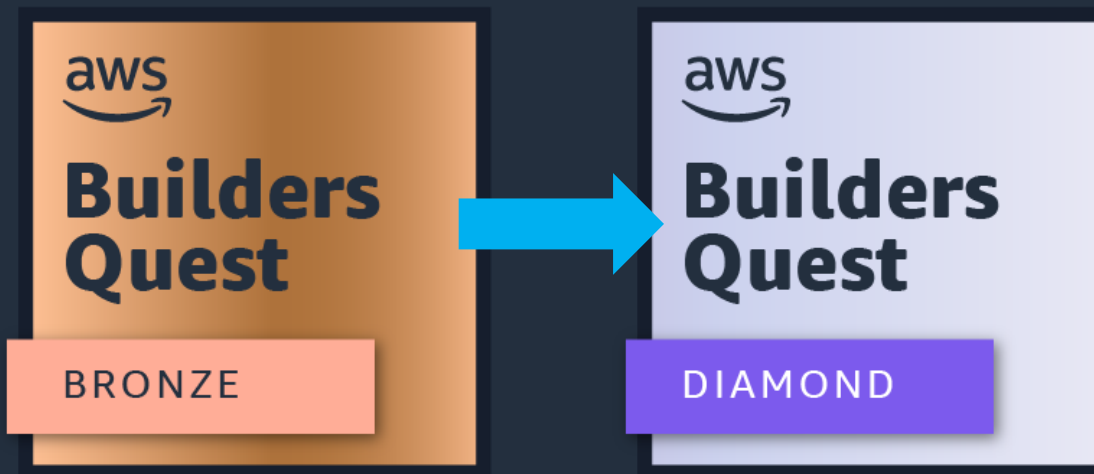 aws
Builders
Quest
BRONZE
aws
Builders
Quest
DIAMOND